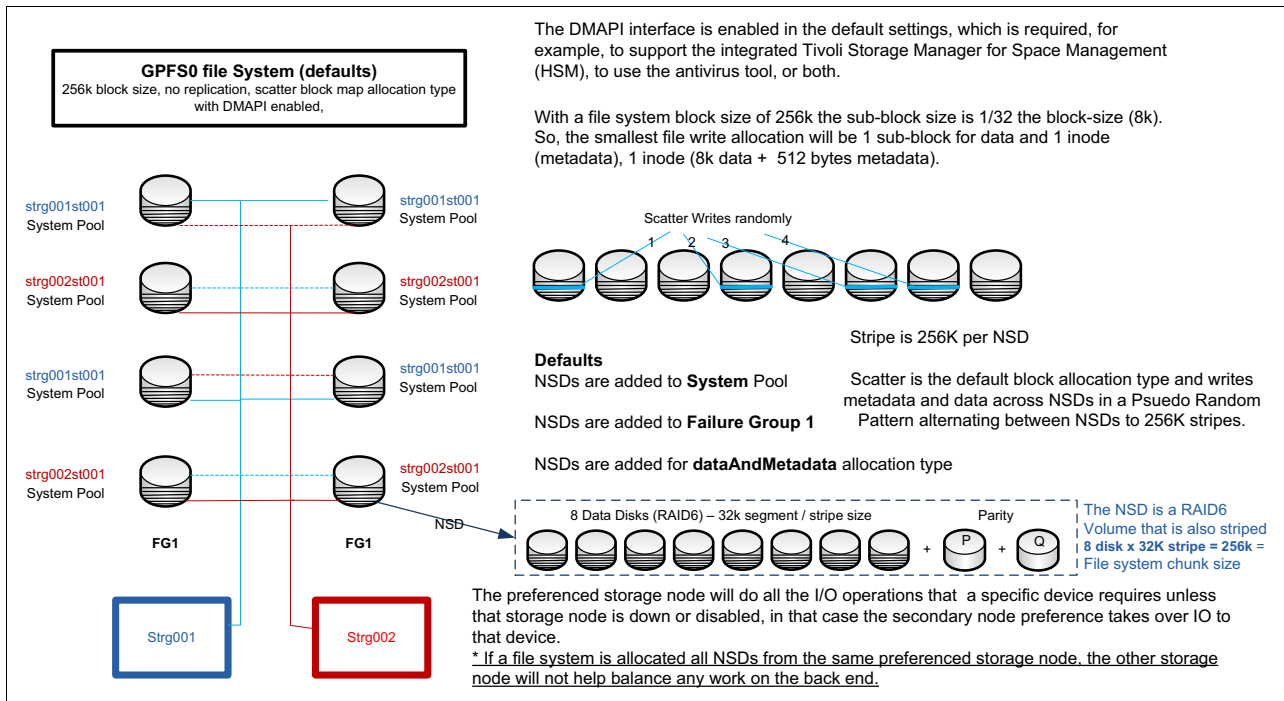 GPFS0 file System (defaults)
256k block size, no replication, scatter block map allocation type
with DMAPI enabled,
The DMAPI interface is enabled in the default settings, which is required, for
example, to support the integrated Tivoli Storage Manager for Space Management
(HSM), to use the antivirus tool, or both.
With a file system block size of 256k the sub-block size is 1/32 the block-size (8k).
So, the smallest file write allocation will be 1 sub-block for data and 1 inode
(metadata), 1 inode (8k data + 512 bytes metadata).
strg001st001
System Pool
strg001st001
System Pool
strg002st001
System Pool
strg002st001
System Pool
strg001st001
System Pool
strg001st001
System Pool
strg002st001
System Pool
strg002st001
System Pool
FG1
FG1
NSD
Strg001
Strg002
Scatter Writes randomly
1
2
3
4
Stripe is 256K per NSD
Defaults
NSDs are added to System Pool
NSDs are added to Failure Group 1
NSDs are added for dataAndMetadata allocation type
Scatter is the default block allocation type and writes
metadata and data across NSDs in a Psuedo Random
Pattern alternating between NSDs to 256K stripes.
8 Data Disks (RAID6) – 32k segment / stripe size
Parity
+
P
+
Q
The NSD is a RAID6
Volume that is also striped
8 disk x 32K stripe = 256k =
File system chunk size
The preferenced storage node will do all the I/O operations that a specific device requires unless
that storage node is down or disabled, in that case the secondary node preference takes over IO to
that device.
* If a file system is allocated all NSDs from the same preferenced storage node, the other storage
node will not help balance any work on the back end.